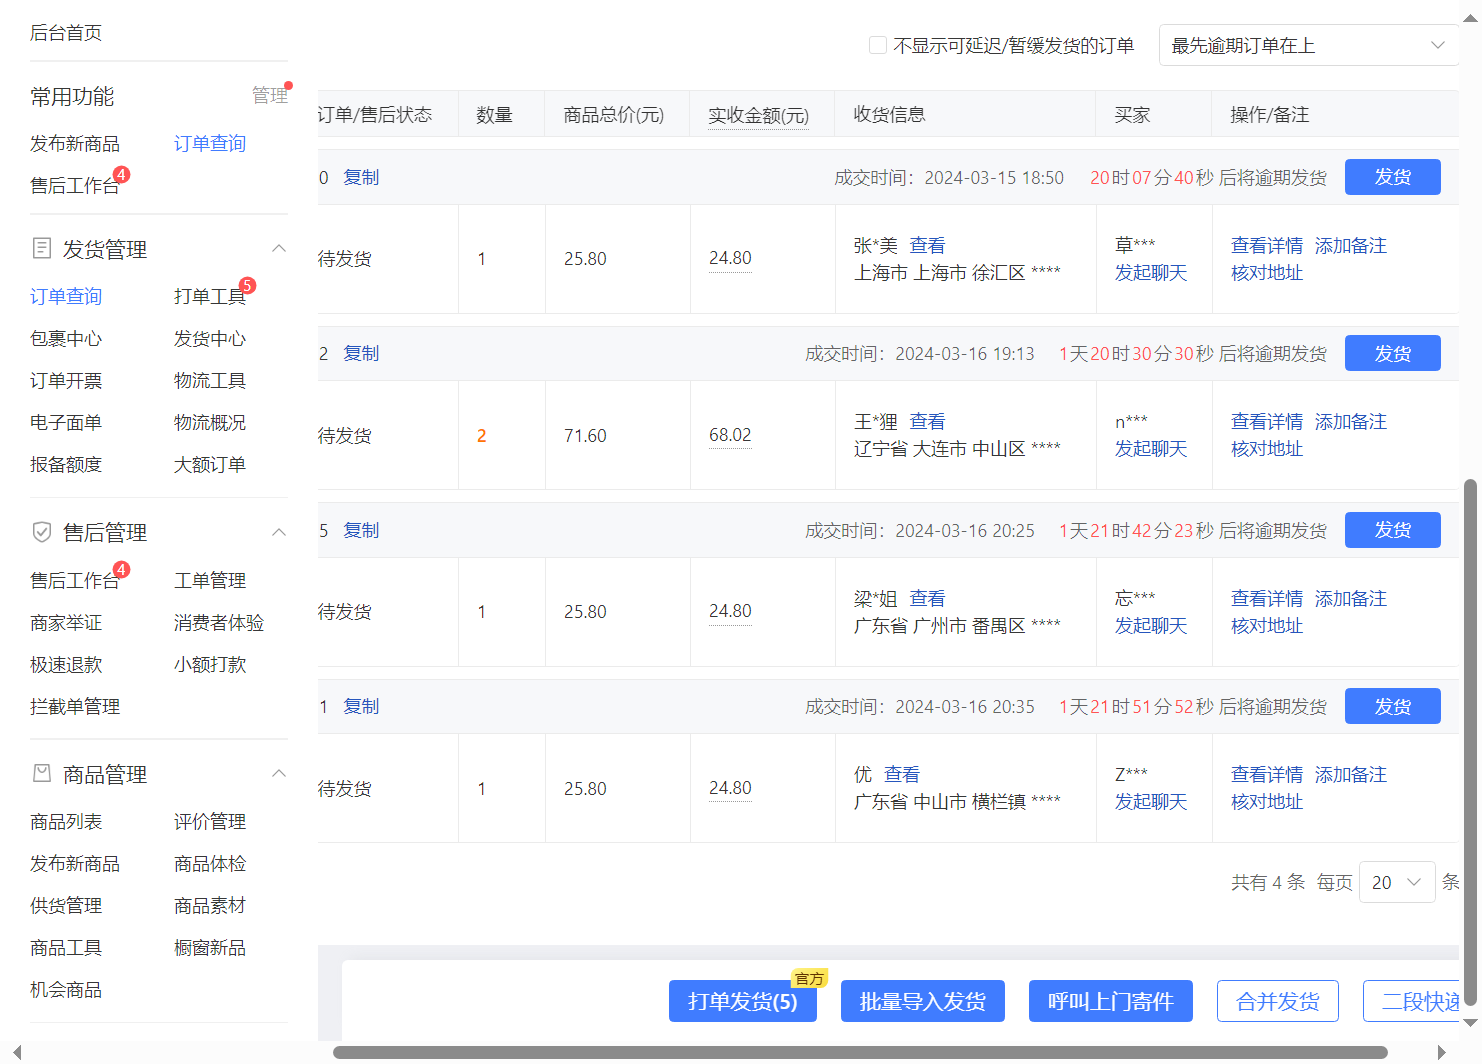 后台首页
常用功能 管理
发布新商品 订单查询
售后工作台 4
发货管理
订单查询 打单工具 5
包裹中心 发货中心
订单开票 物流工具
电子面单 物流概况
报备额度 大额订单
售后管理
售后工作台 4 工单管理
商家举证 消费者体验
极速退款 小额打款
拦截单管理
商品管理
商品列表 评价管理
发布新商品 商品体检
供货管理 商品素材
商品工具 橱窗新品
机会商品
不显示可延迟/暂缓发货的订单 最先逾期订单在上
订单/售后状态 数量 商品总价(元) 实收金额(元) 收货信息 买家 操作/备注
0 复制 成交时间：2024-03-15 18:50 20时07分40秒 后将逾期发货 发货
张*美 查看 草*** 查看详情 添加备注
待发货 1 25.80 24.80
上海市 上海市 徐汇区 **** 发起聊天 核对地址
2 复制 成交时间：2024-03-16 19:13 1天20时30分30秒 后将逾期发货 发货
王*狸 查看 n*** 查看详情 添加备注
待发货 2 71.60 68.02
辽宁省 大连市 中山区 **** 发起聊天 核对地址
5 复制 成交时间：2024-03-16 20:25 1天21时42分23秒 后将逾期发货 发货
梁*姐 查看 忘*** 查看详情 添加备注
待发货 1 25.80 24.80
广东省 广州市 番禺区 **** 发起聊天 核对地址
1 复制 成交时间：2024-03-16 20:35 1天21时51分52秒 后将逾期发货 发货
优 查看 Z*** 查看详情 添加备注
待发货 1 25.80 24.80
广东省 中山市 横栏镇 **** 发起聊天 核对地址
共有 4 条 每页 20 条
官方
打单发货(5) 批量导入发货 呼叫上门寄件 合并发货 二段快递